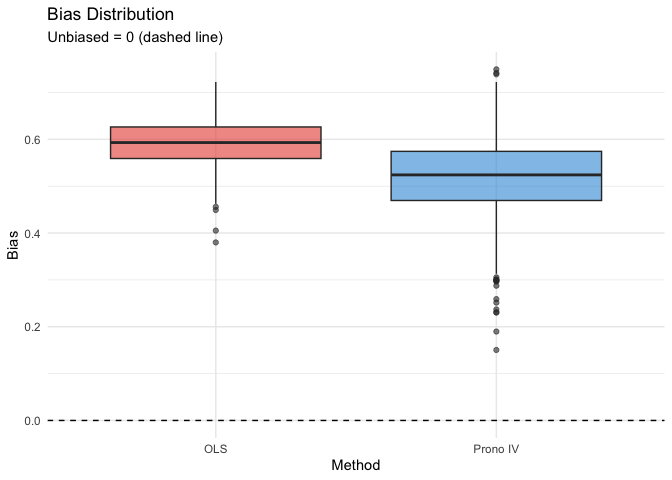 Bias Distribution
Unbiased = 0 (dashed line)
Bias
0.6
0.4
0.2
0.0
OLS
Prono IV
Method